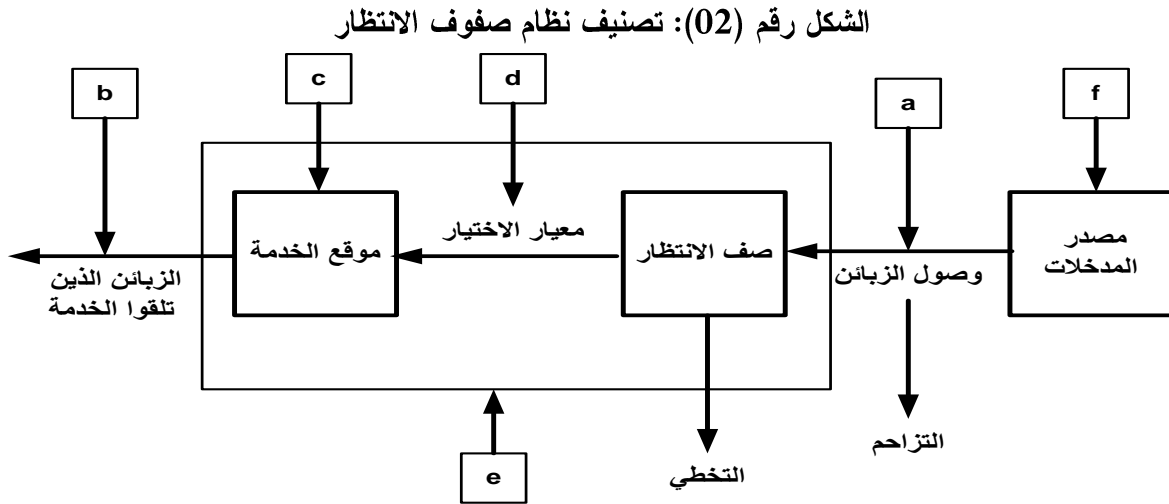 الشكل رقم (02): تصنيف نظام صفوف الانتظار
f
a
d
c
b
مصدر
المدخلات
وصول الزبائن
صف الانتظار
معيار الاختيار
موقع الخدمة
الزبائن الذين
تلقوا الخدمة
التزاحم
التخطي
e